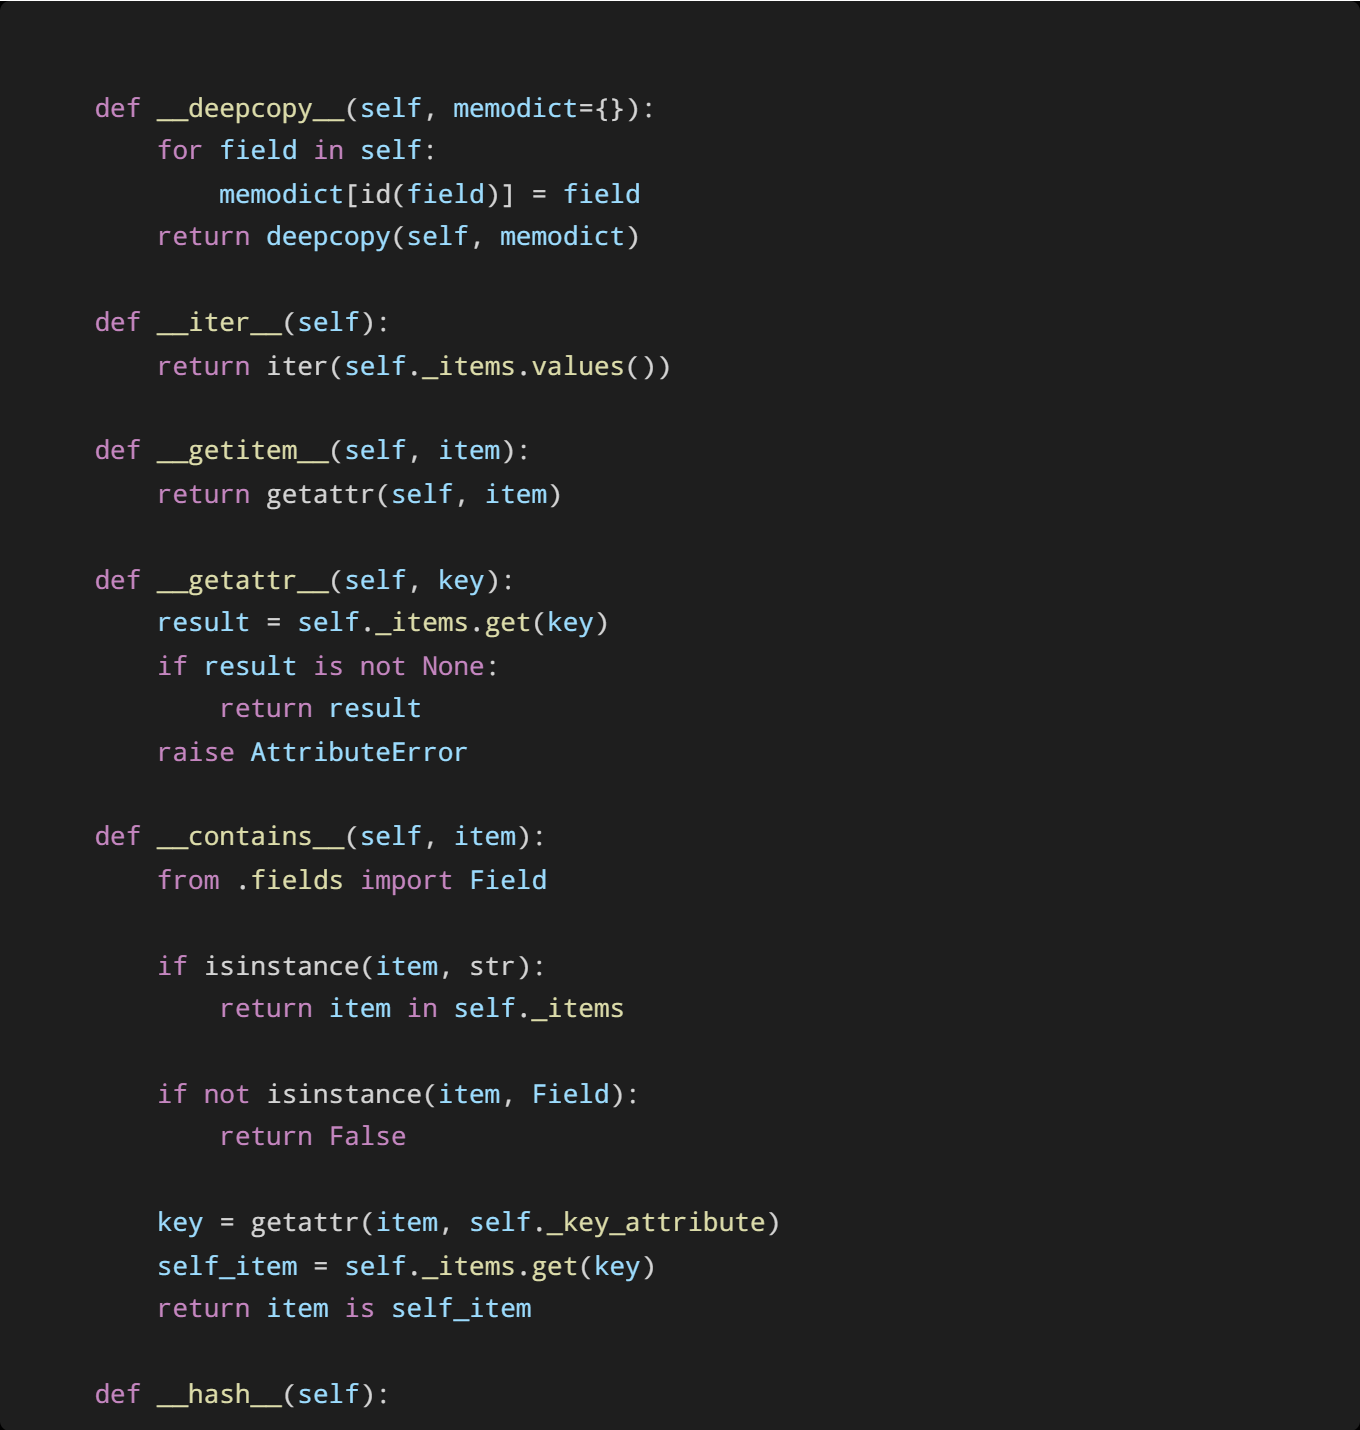 def __deepcopy__(self, memodict={}):
    for field in self:
        memodict[id(field)] = field
    return deepcopy(self, memodict)

def __iter__(self):
    return iter(self._items.values())

def __getitem__(self, item):
    return getattr(self, item)

def __getattr__(self, key):
    result = self._items.get(key)
    if result is not None:
        return result
    raise AttributeError

def __contains__(self, item):
    from .fields import Field

    if isinstance(item, str):
        return item in self._items

    if not isinstance(item, Field):
        return False

    key = getattr(item, self._key_attribute)
    self_item = self._items.get(key)
    return item is self_item

def __hash__(self):